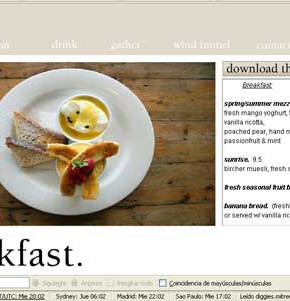 eat drink gather wind tunnel contact
download th
Breakfast:
spring/summer mezz
fresh mango yoghurt, f
vanilla ricotta,
poached pear, hand m
passionfruit & mint
sunrise. 9.5
bircher muesli, fresh o
fresh seasonal fruit b
banana bread. (fresh
or served w/ vanilla ric
kfast.
Siguiente Anterior Resaltar todo Coincidencia de mayúsculas/minúsculas
T/UTC: Mie 20:02 Sydney: Jue 06:02 Madrid: Mie 22:02 Sao Paulo: Mie 17:02 Leído diggies.mitree